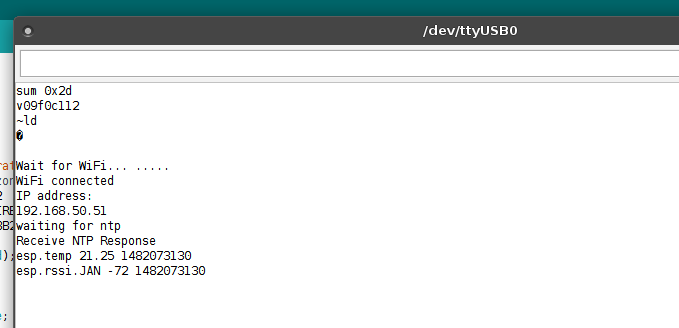 /dev/ttyUSB0
sum 0x2d
v09f0c112
~ld
�
Wait for WiFi... .....
WiFi connected
IP address:
192.168.50.51
waiting for ntp
Receive NTP Response
esp.temp 21.25 1482073130
esp.rssi.JAN -72 1482073130